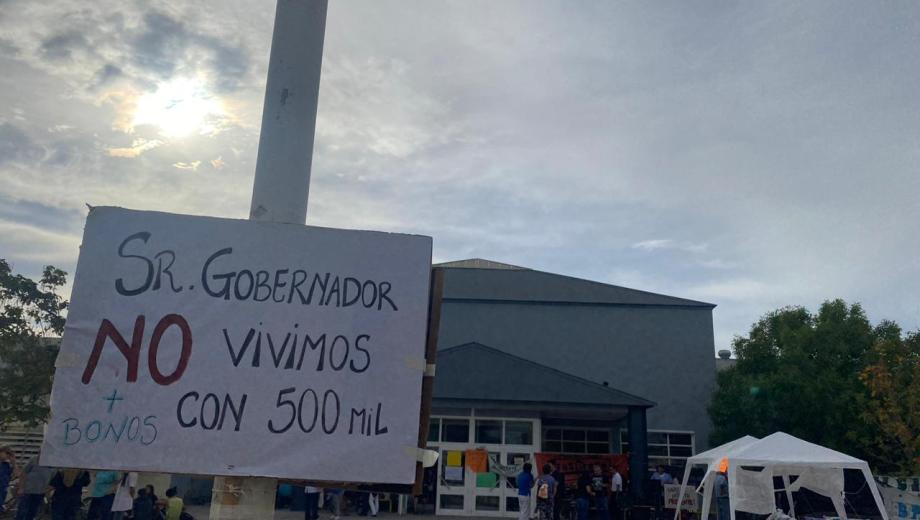 SR. GOBERNADOR
NO VIVIMOS
+ BONOS
CON 500 MIL